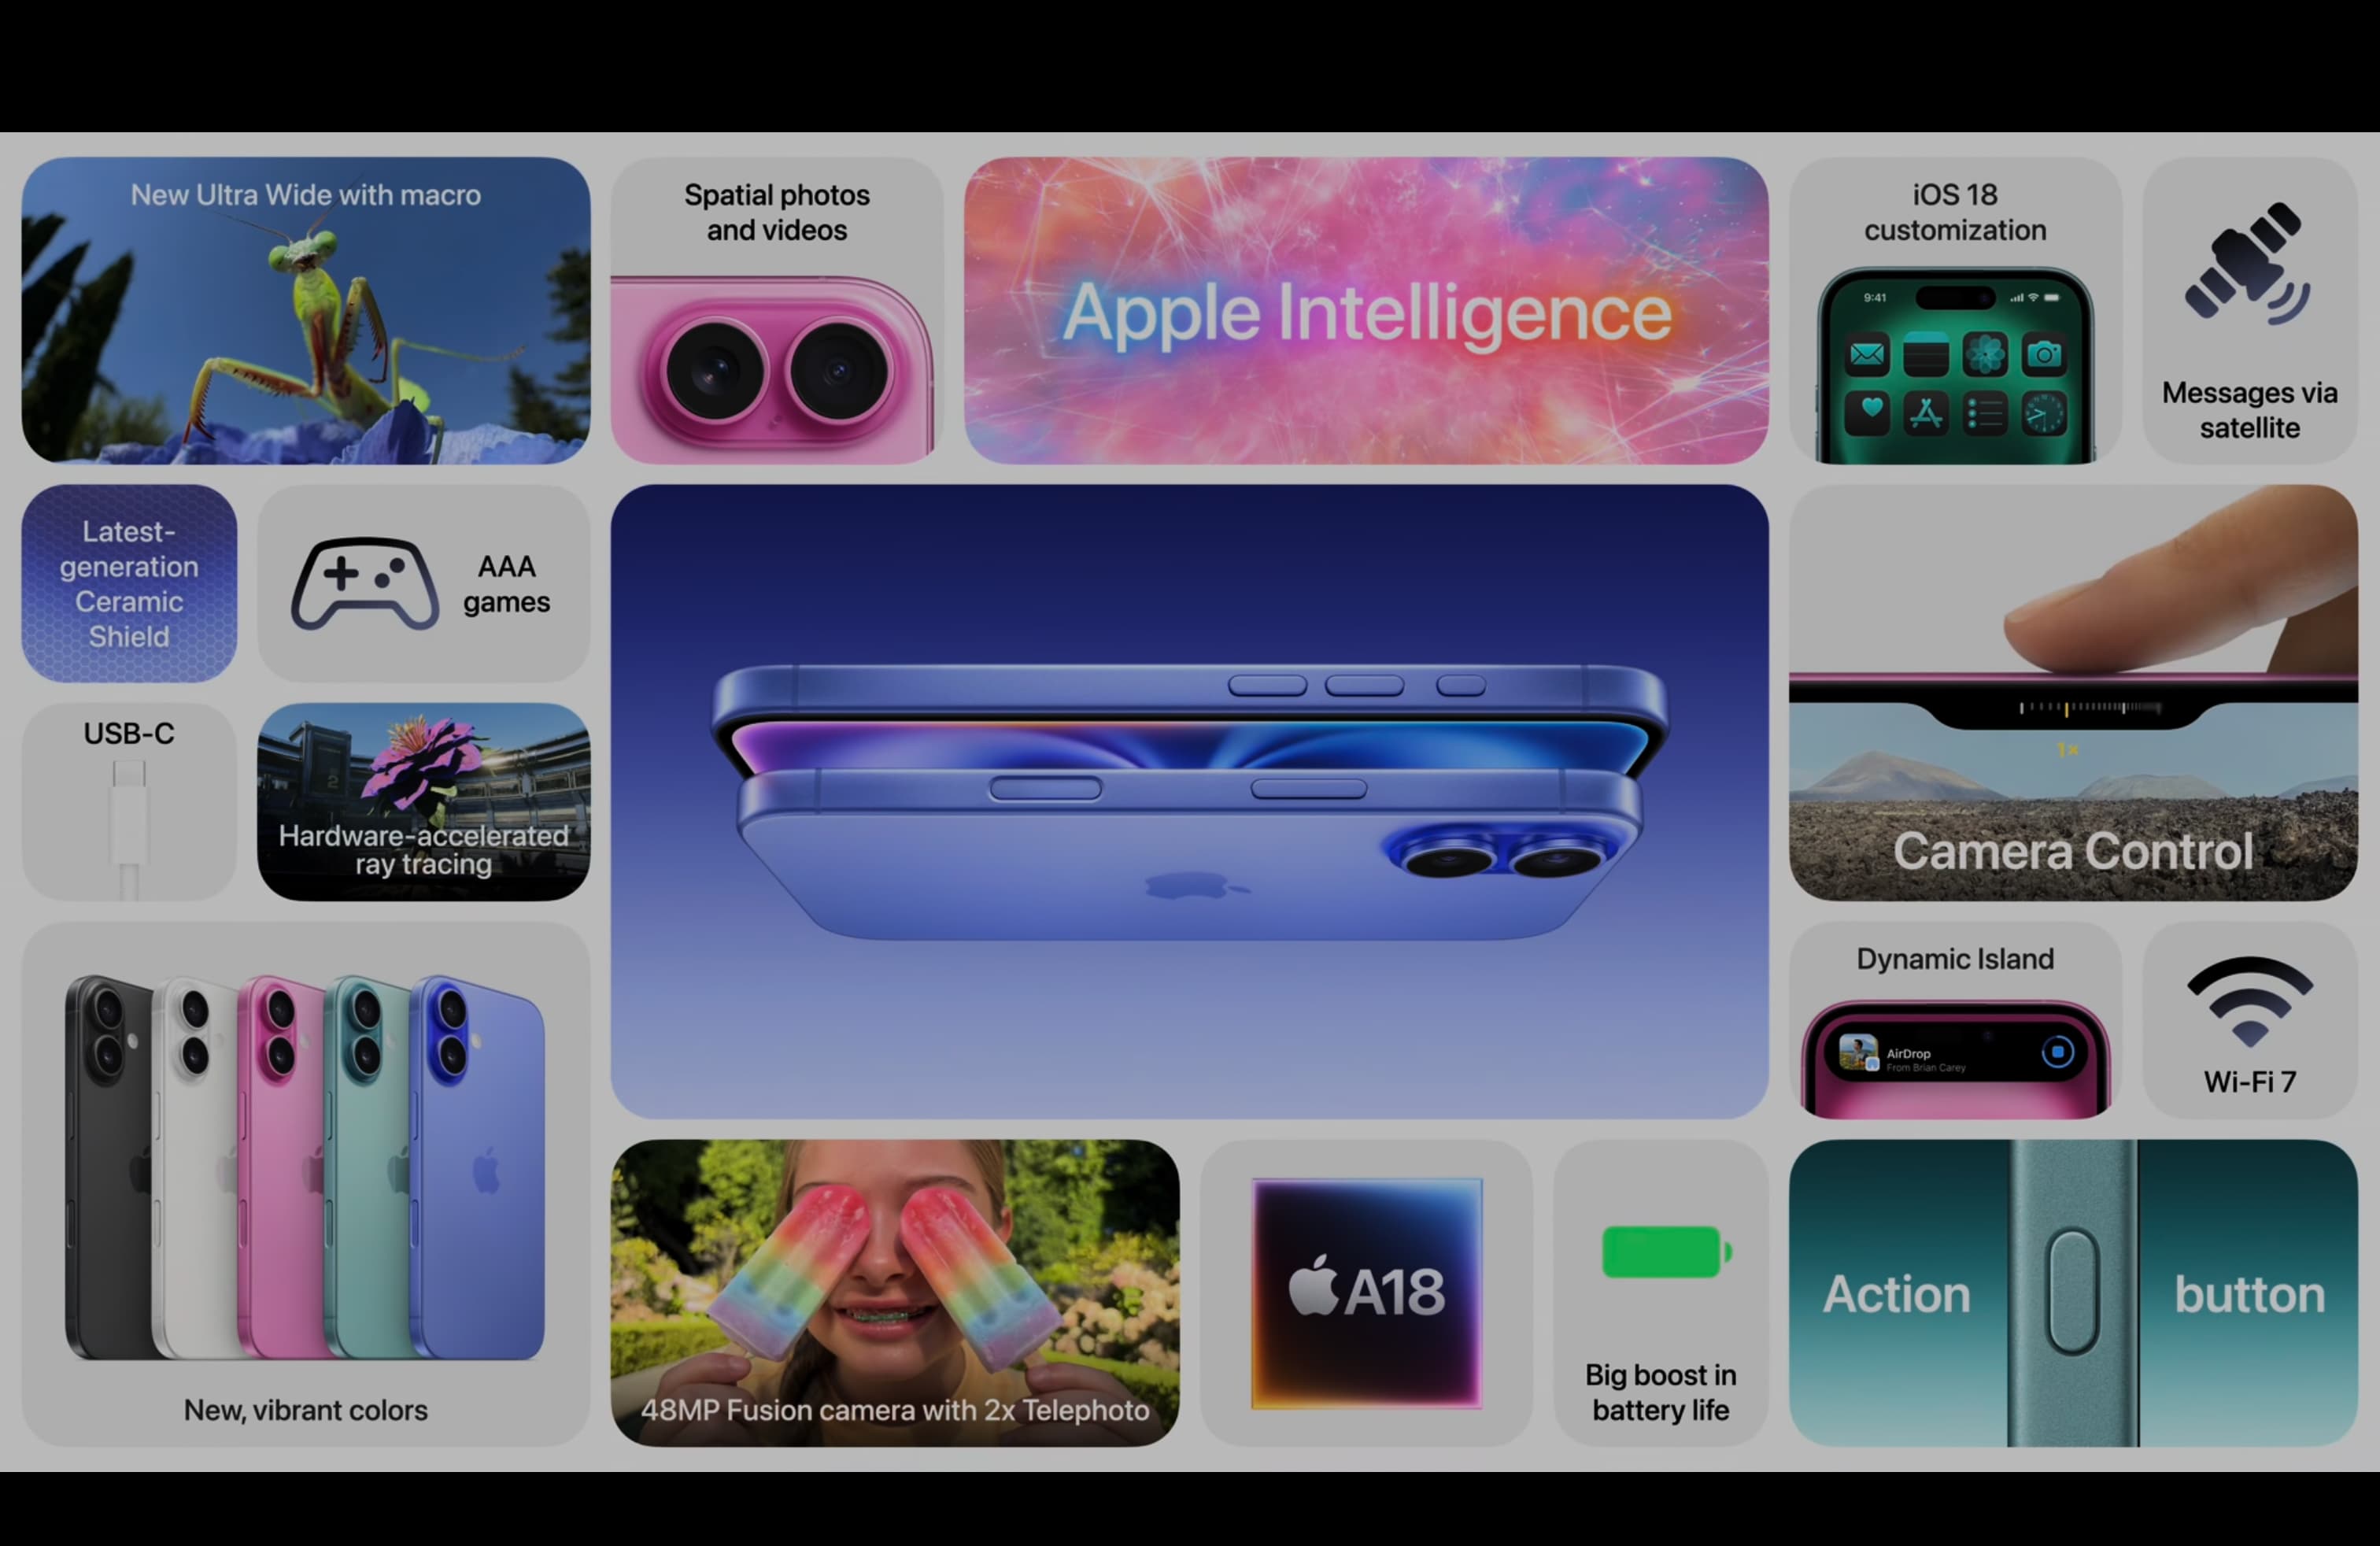 New Ultra Wide with macro
Spatial photos
and videos
Apple Intelligence
iOS 18
customization
9:41
Messages via
satellite
Latest-
generation
Ceramic
Shield
AAA
games
USB-C
Hardware-accelerated
ray tracing
1×
Camera Control
Dynamic Island
AirDrop
From Brian Carey
Wi-Fi 7
New, vibrant colors
48MP Fusion camera with 2x Telephoto
A18
Big boost in
battery life
Action button